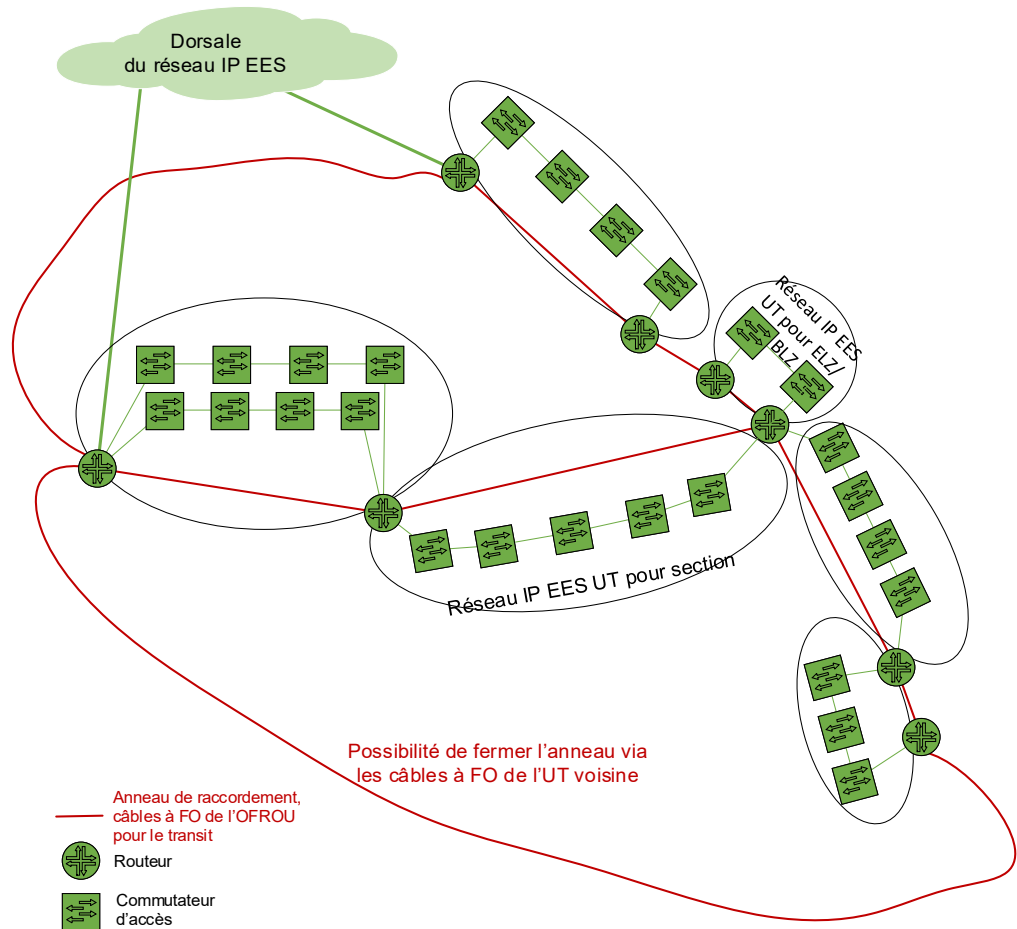 Dorsale
du réseau IP EES
Réseau IP EES
UT pour ELZ/
BLZ
Réseau IP EES UT pour section
Possibilité de fermer l’anneau via
les câbles à FO de l’UT voisine
Anneau de raccordement,
câbles à FO de l’OFROU
pour le transit
Routeur
Commutateur
d’accès